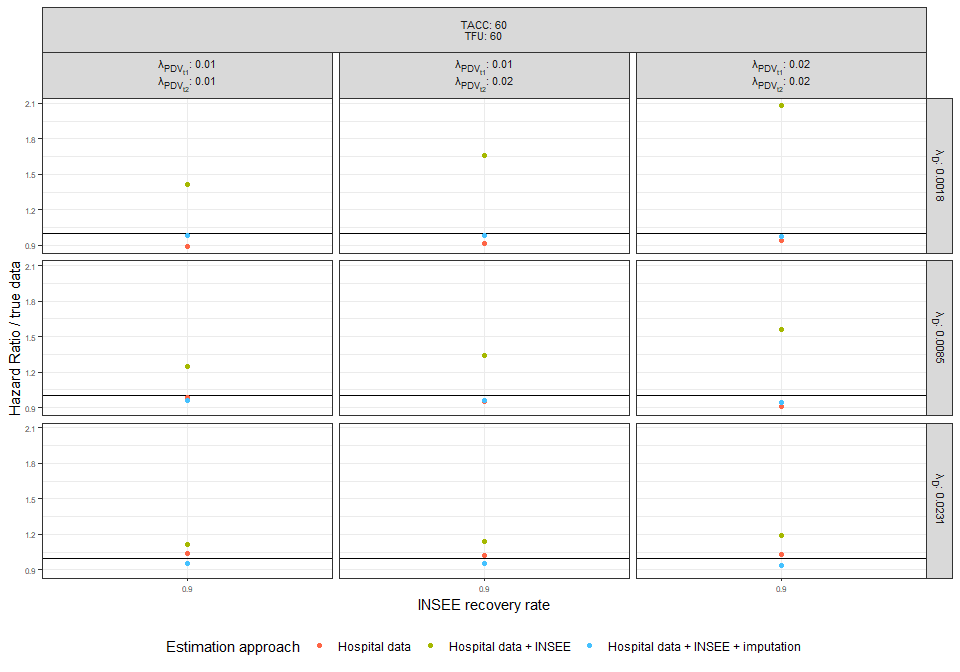 TACC: 60
TFU: 60
λPDVt1: 0.01
λPDVt2: 0.01
λPDVt1: 0.01
λPDVt2: 0.02
λPDVt1: 0.02
λPDVt2: 0.02
2.1
1.8
1.5
1.2
0.9
λD: 0.0018
2.1
1.8
1.5
1.2
0.9
λD: 0.0085
2.1
1.8
1.5
1.2
0.9
λD: 0.0231
Hazard Ratio / true data
0.9
0.9
0.9
INSEE recovery rate
Estimation approach Hospital data Hospital data + INSEE Hospital data + INSEE + imputation